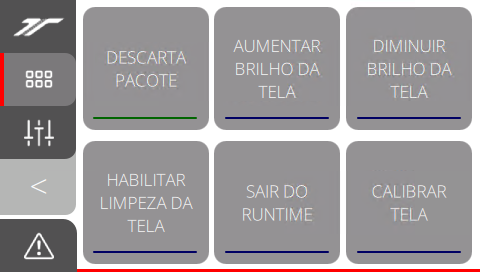 DESCARTA
PACOTE
AUMENTAR
BRILHO DA
TELA
DIMINUIR
BRILHO DA
TELA
HABILITAR
LIMPEZA DA
TELA
SAIR DO
RUNTIME
CALIBRAR
TELA
<